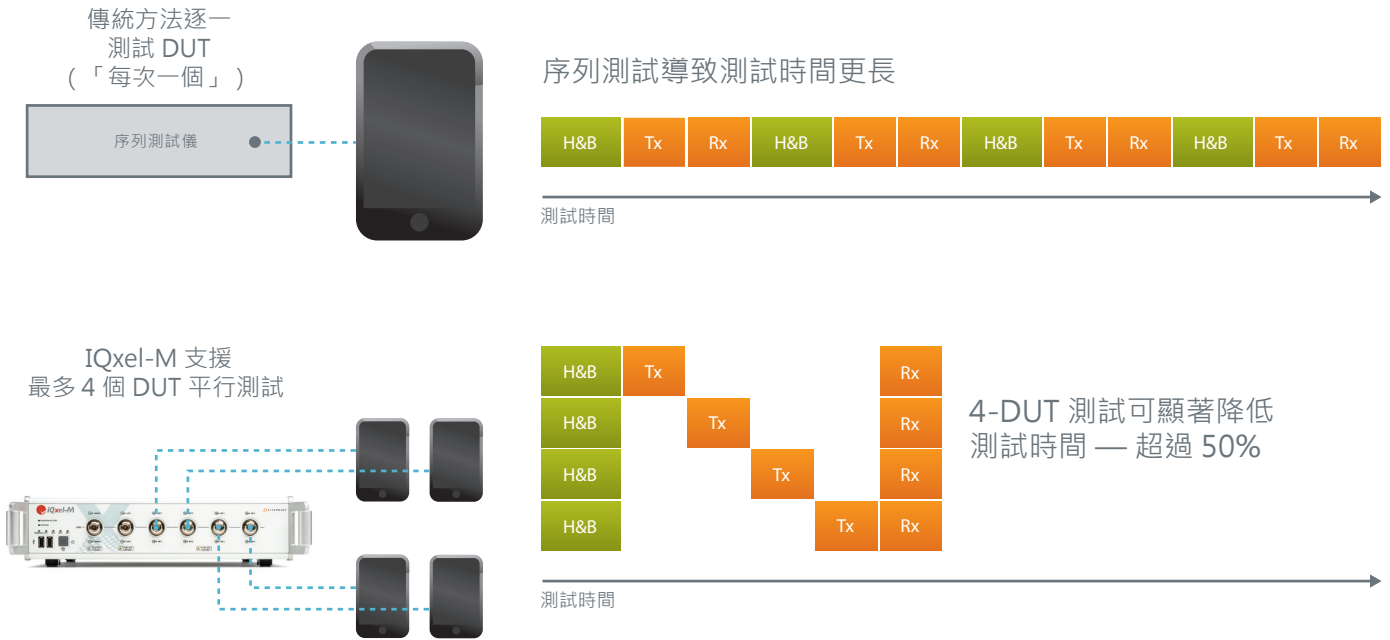 傳統方法逐一
測試 DUT
(「每次一個」)
序列測試儀
序列測試導致測試時間更長
H&B Tx Rx H&B Tx Rx H&B Tx Rx H&B Tx Rx
測試時間
IQxel-M 支援
最多 4 個 DUT 平行測試
iQxel-M
LITEPOINT
H&B Tx Rx
H&B Tx Rx
H&B Tx Rx
H&B Tx Rx
4-DUT 測試可顯著降低
測試時間 — 超過 50%
測試時間